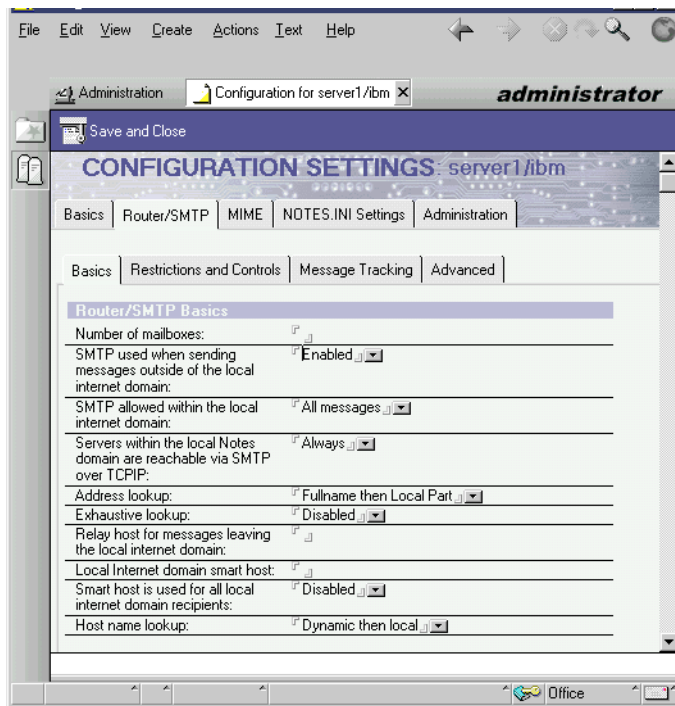 File Edit View Create Actions Text Help
Administration Configuration for server1/ibm administrator
Save and Close
CONFIGURATION SETTINGS: server1/ibm
Basics Router/SMTP MIME NOTES.INI Settings Administration
Basics Restrictions and Controls Message Tracking Advanced
Router/SMTP Basics
Number of mailboxes:
SMTP used when sending Enabled
messages outside of the local
internet domain:
SMTP allowed within the local All messages
internet domain:
Servers within the local Notes Always
domain are reachable via SMTP
over TCPIP:
Address lookup: Fullname then Local Part
Exhaustive lookup: Disabled
Relay host for messages leaving
the local internet domain:
Local Internet domain smart host:
Smart host is used for all local Disabled
internet domain recipients:
Host name lookup: Dynamic then local
Office